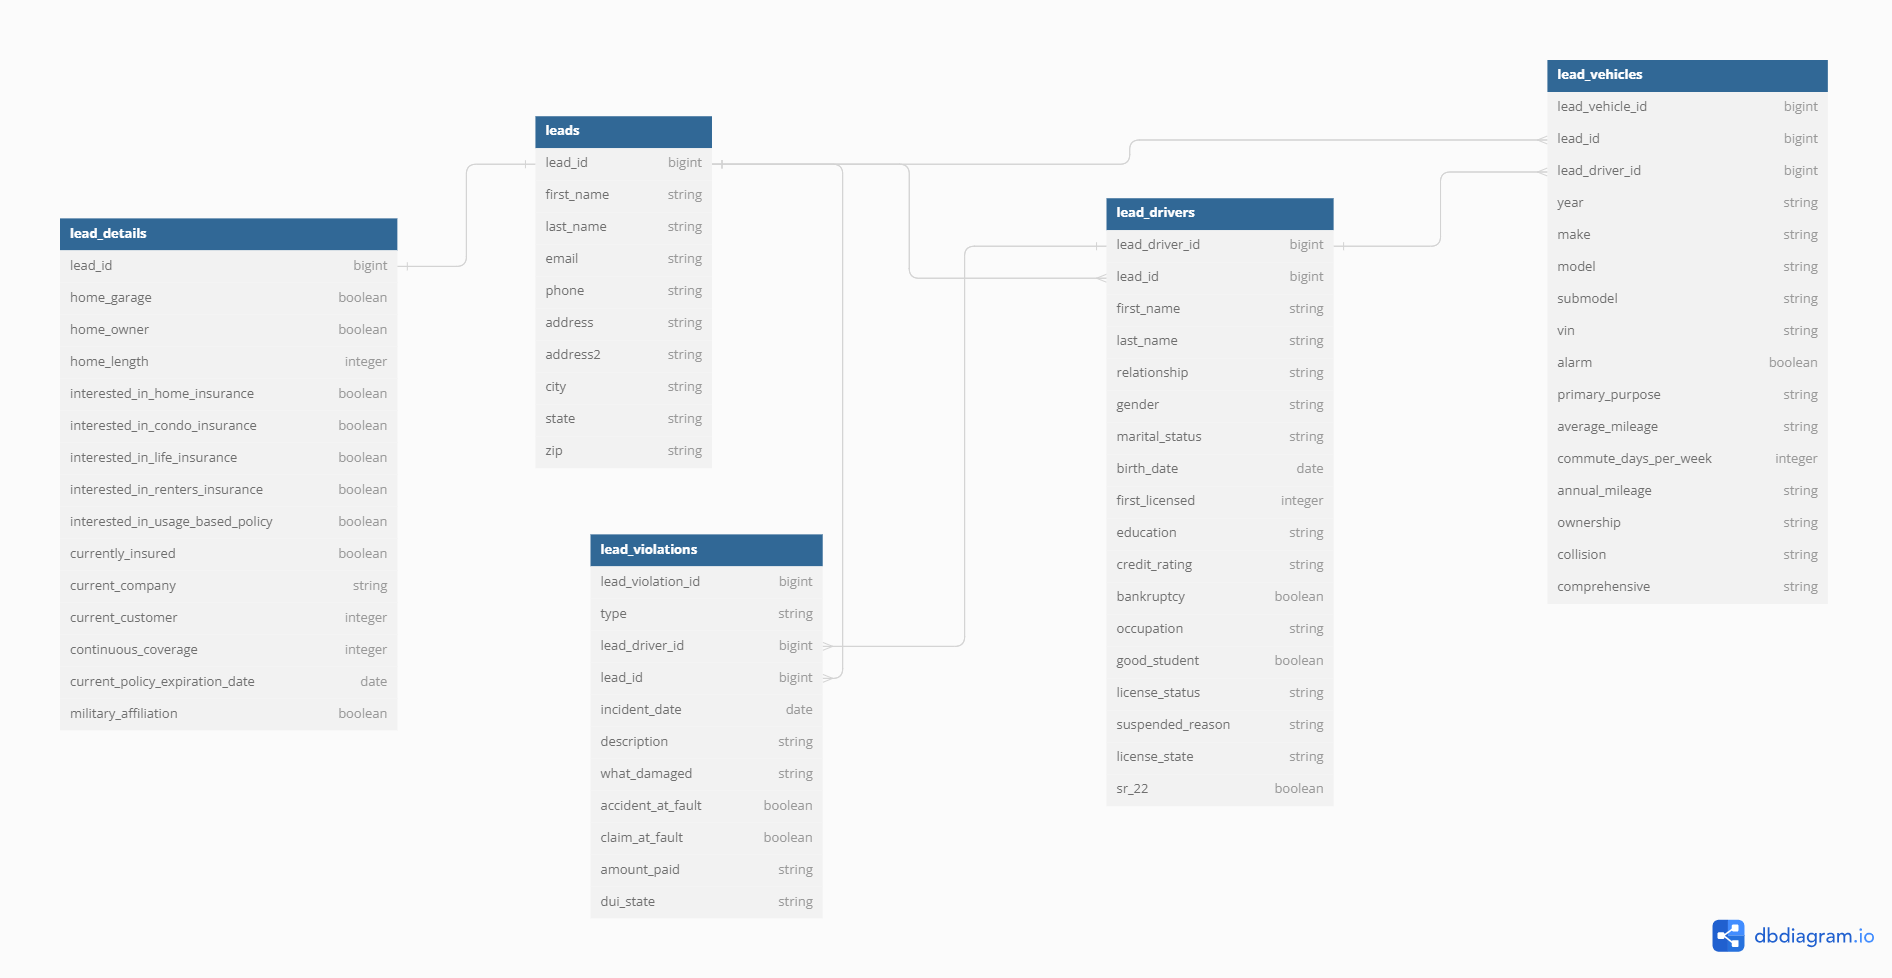 lead_details
lead_id bigint
home_garage boolean
home_owner boolean
home_length integer
interested_in_home_insurance boolean
interested_in_condo_insurance boolean
interested_in_life_insurance boolean
interested_in_renters_insurance boolean
interested_in_usage_based_policy boolean
currently_insured boolean
current_company string
current_customer integer
continuous_coverage integer
current_policy_expiration_date date
military_affiliation boolean
leads
lead_id bigint
first_name string
last_name string
email string
phone string
address string
address2 string
city string
state string
zip string
lead_violations
lead_violation_id bigint
type string
lead_driver_id bigint
lead_id bigint
incident_date date
description string
what_damaged string
accident_at_fault boolean
claim_at_fault boolean
amount_paid string
dui_state string
lead_drivers
lead_driver_id bigint
lead_id bigint
first_name string
last_name string
relationship string
gender string
marital_status string
birth_date date
first_licensed integer
education string
credit_rating string
bankruptcy boolean
occupation string
good_student boolean
license_status string
suspended_reason string
license_state string
sr_22 boolean
lead_vehicles
lead_vehicle_id bigint
lead_id bigint
lead_driver_id bigint
year string
make string
model string
submodel string
vin string
alarm boolean
primary_purpose string
average_mileage string
commute_days_per_week integer
annual_mileage string
ownership string
collision string
comprehensive string
dbdiagram.io